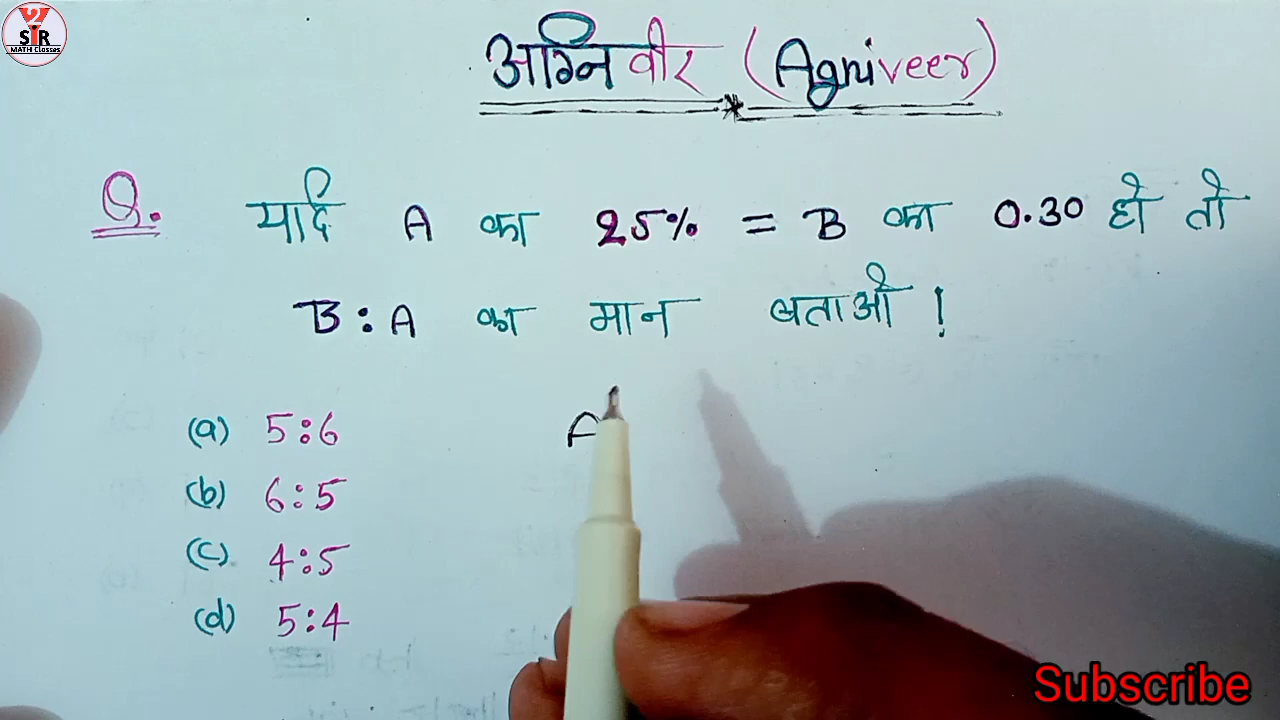 Y2
SIR
MATH Classes
अग्निवीर (Agniveer)
Q. यदि A का 25% = B का 0.30 हो तो
B:A का मान बताओ !
(a) 5:6
(b) 6:5
(c) 4:5
(d) 5:4
A
Subscribe